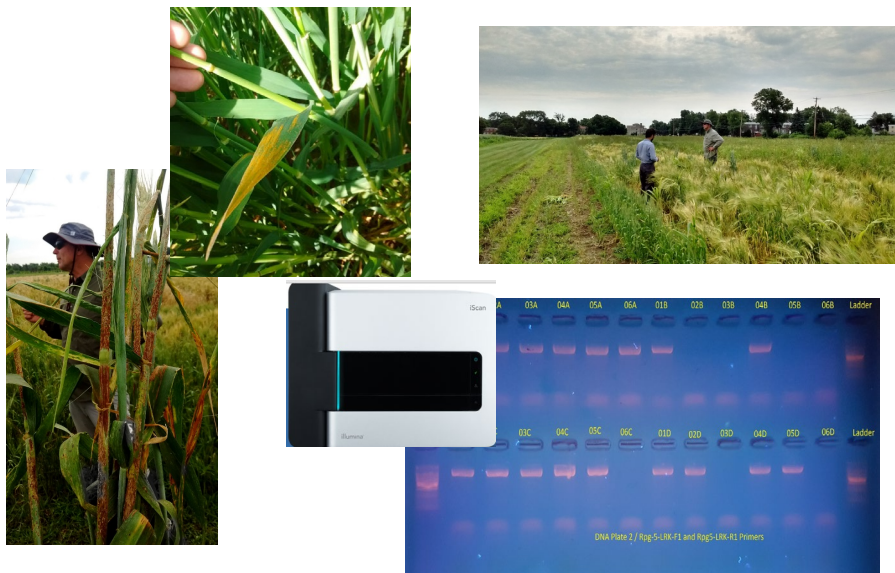 iScan
illumina
A 03A 04A 05A 06A 01B 02B 03B 04B 05B 06B Ladder
C 03C 04C 05C 06C 01D 02D 03D 04D 05D 06D Ladder
DNA Plate 2 / Rpg-5-LRK-F1 and Rpg5-LRK-R1 Primers